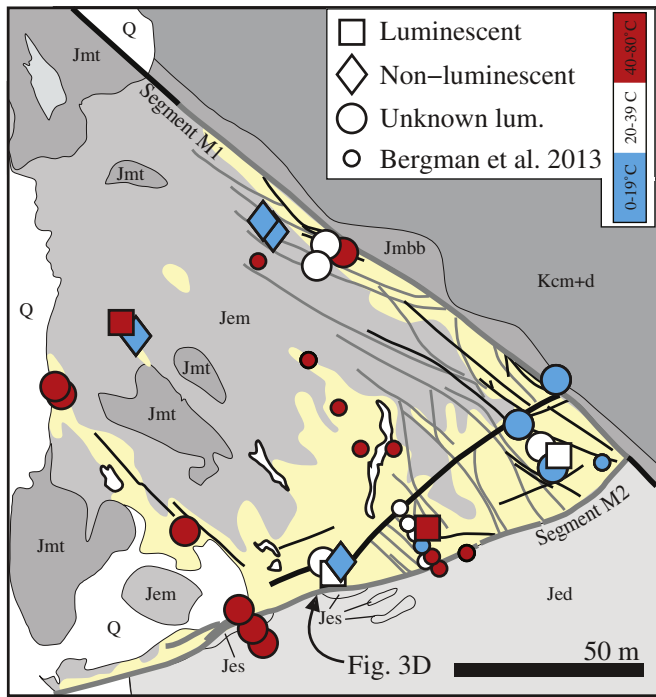 Q
Jmt
Segment M1
Luminescent
Non-luminescent
Unknown lum.
Bergman et al. 2013
40-80°C
20-39 C
0-19°C
Jmt
Jmbb
Kcm+d
Q
Jem
Jmt
Jmt
Segment M2
Jmt
Jem
Jed
Q
Jes
Jes
Fig. 3D
50 m